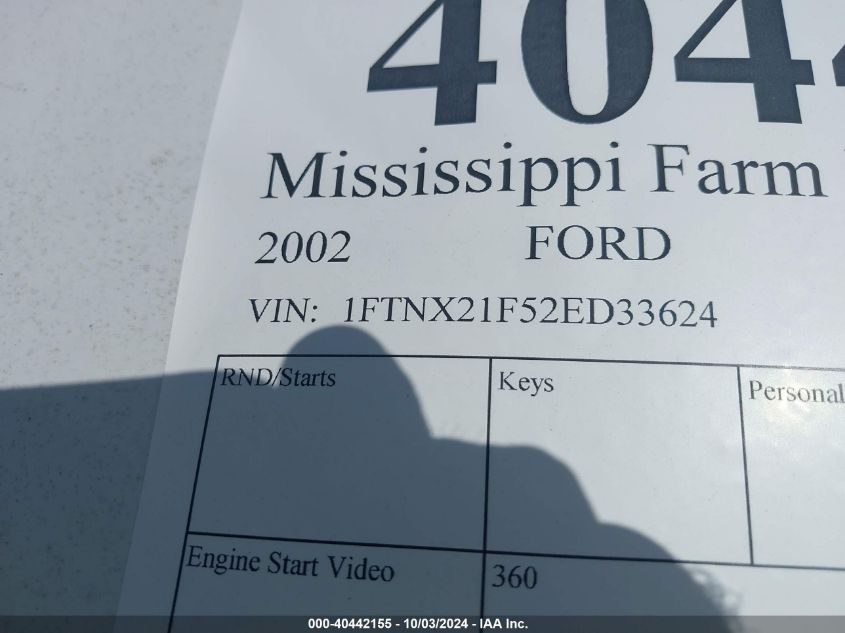 404
Mississippi Farm
2002 FORD
VIN: 1FTNX21F52ED33624
RND/Starts Keys Personal
Engine Start Video 360
000-40442155 - 10/03/2024 - IAA Inc.